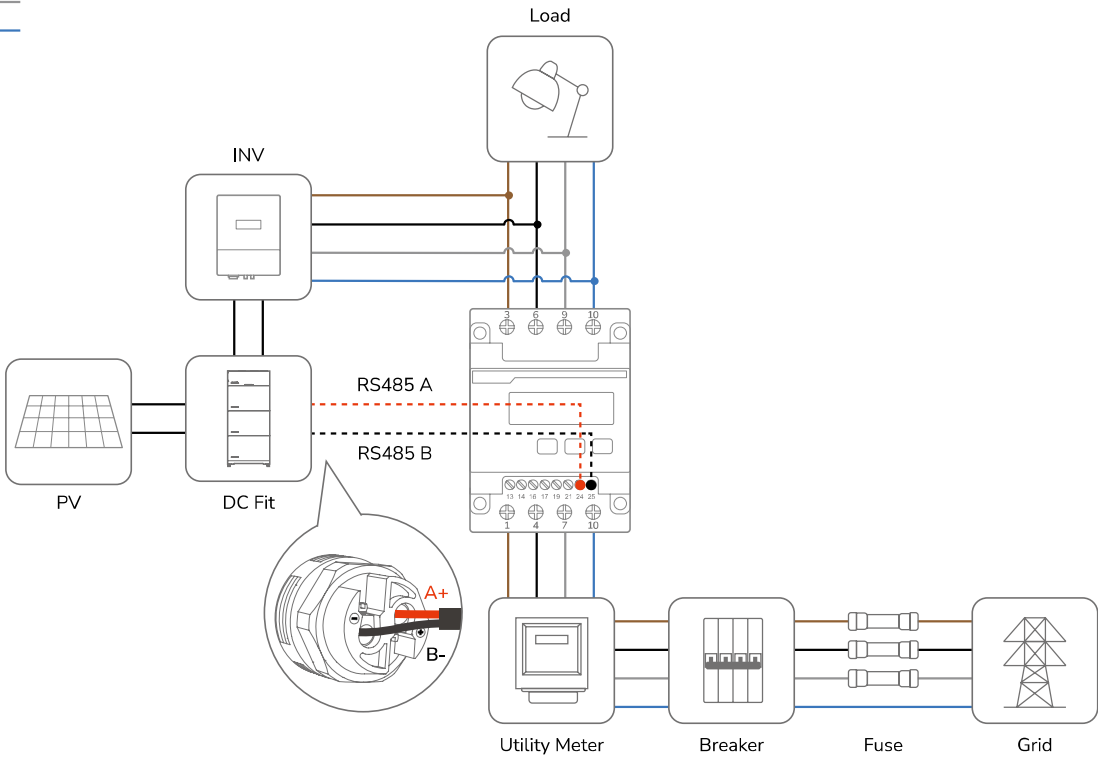 Load
INV
3 6 9 10
RS485 A
RS485 B
13 14 16 17 19 21 24 25
1 4 7 10
PV
DC Fit
A+
B-
Utility Meter
Breaker
Fuse
Grid